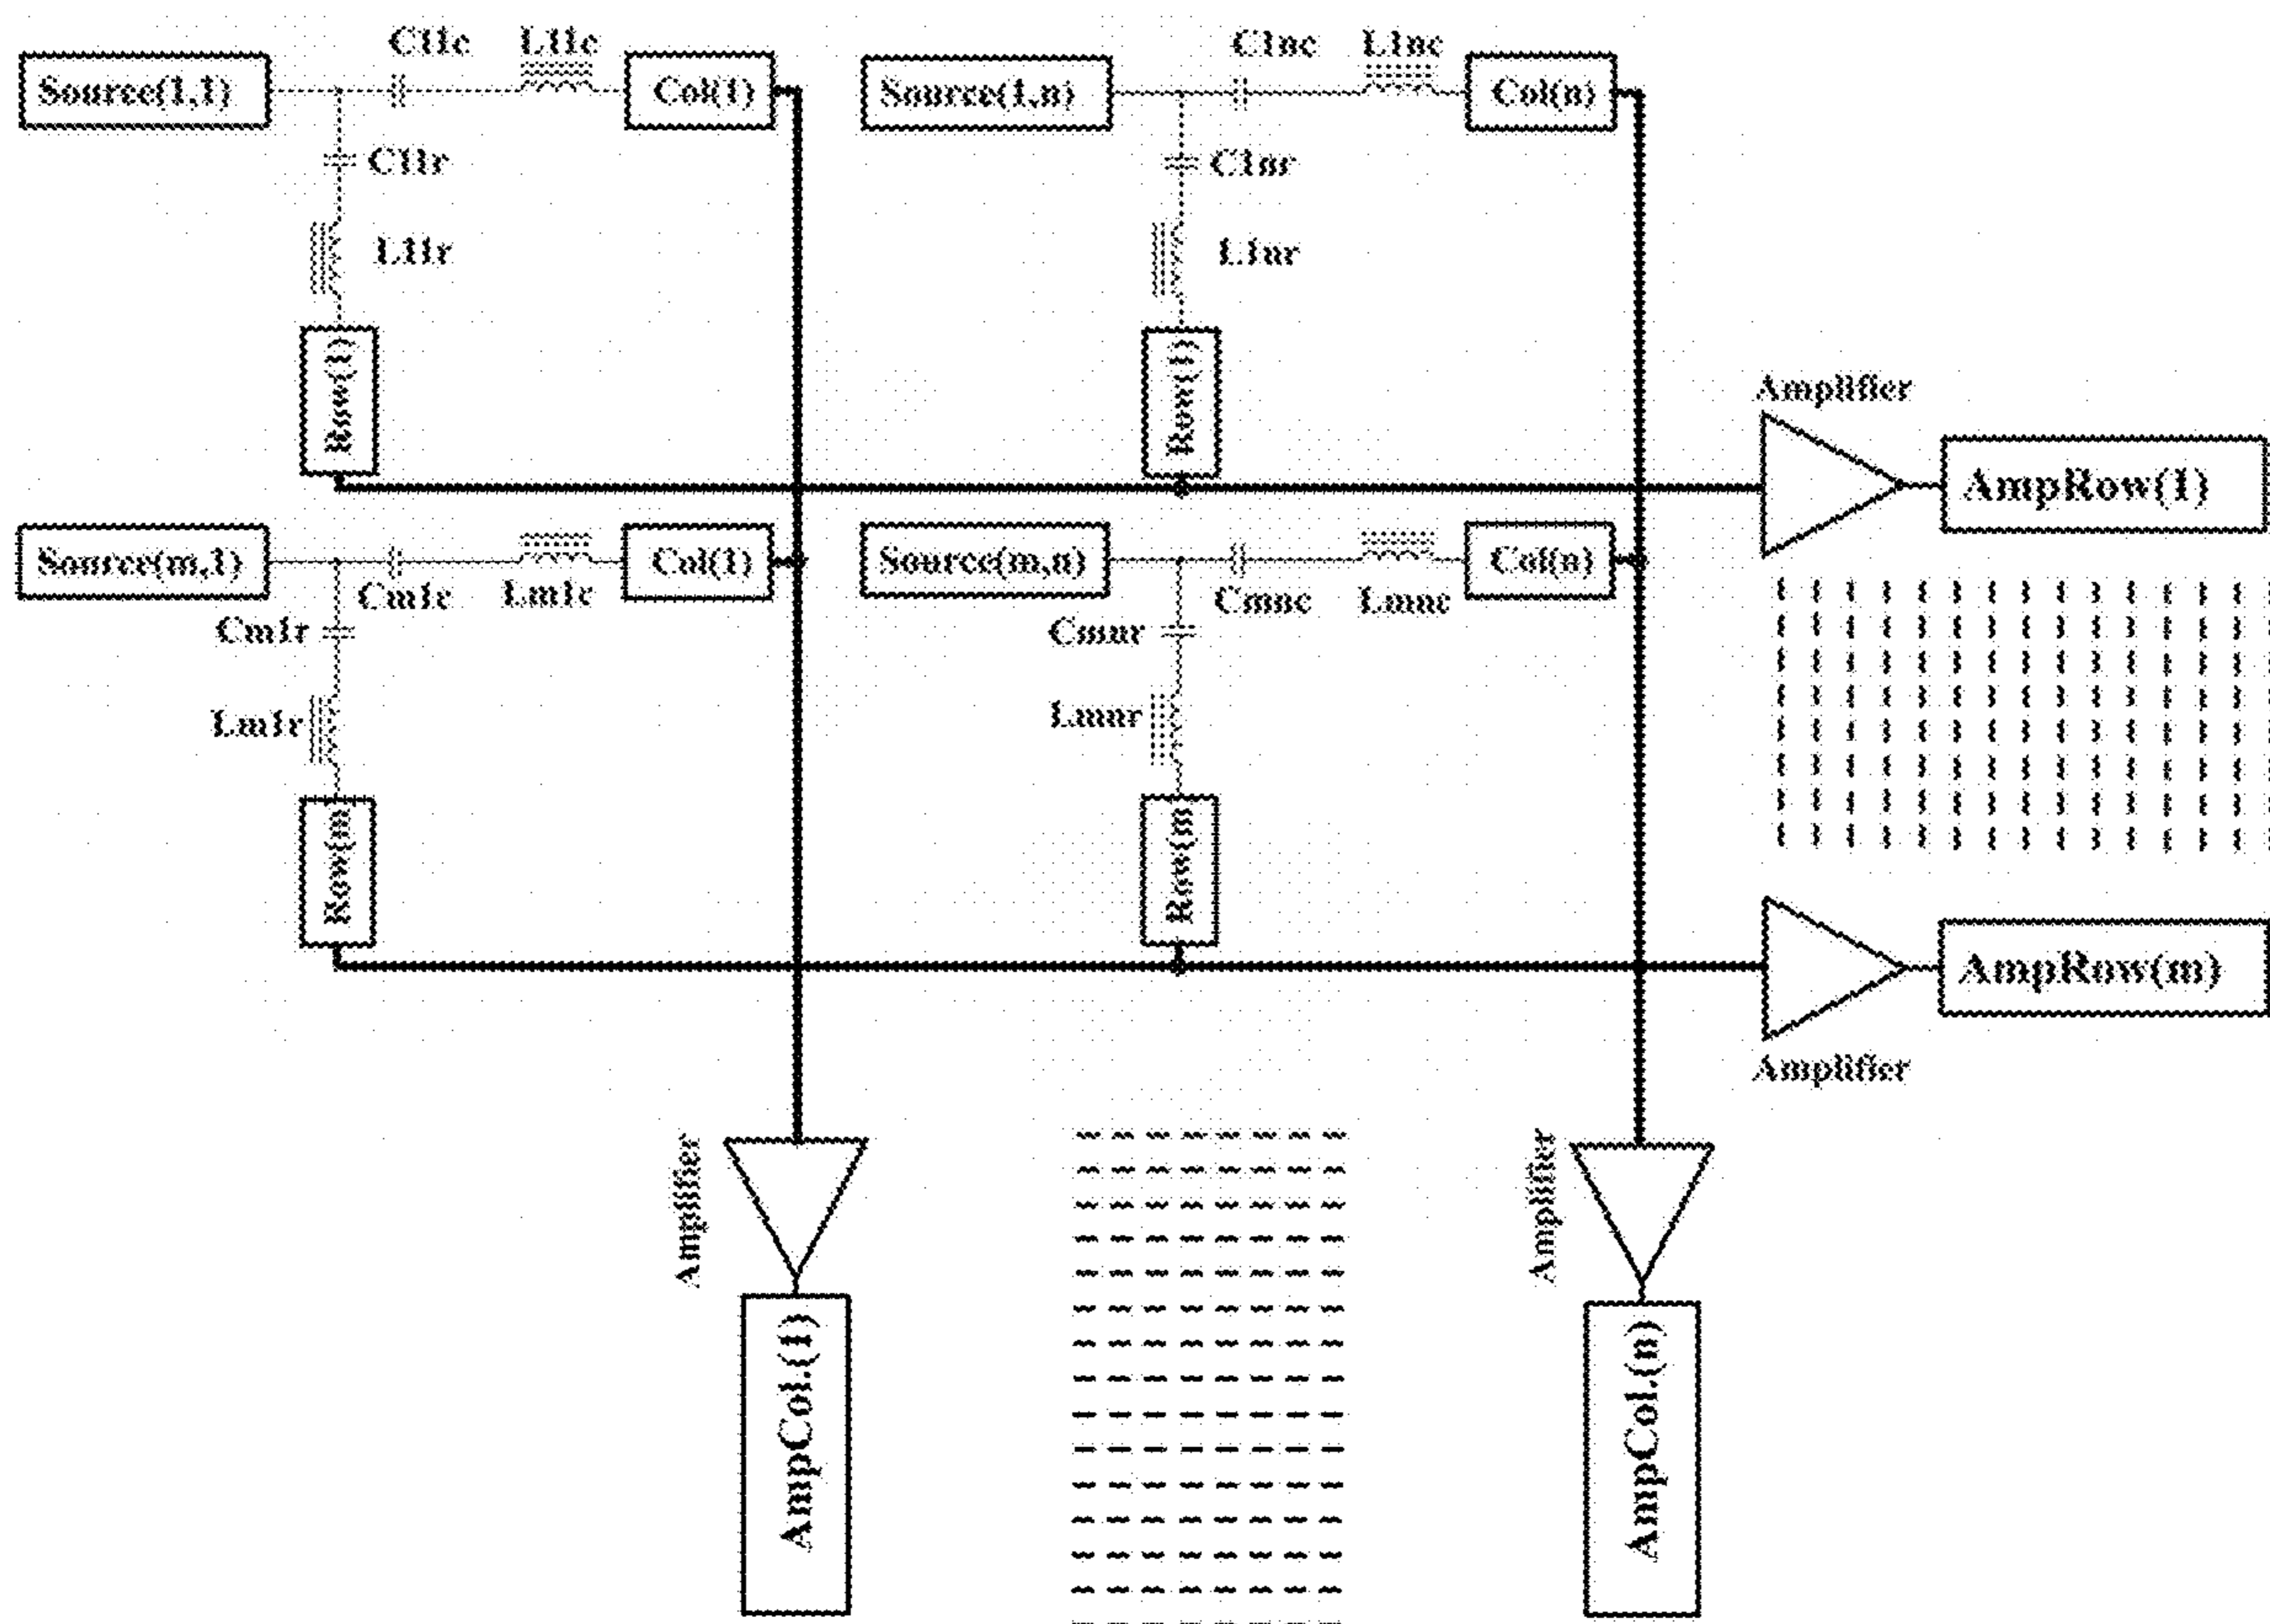 C11c L11c C1nc L1nc
Source(1,1) Col(1) Source(1,n) Col(n)
C11r C1nr
L11r L1nr
Row(1) Row(1)
Amplifier
AmpRow(1)
Source(m,1) Col(1) Source(m,n) Col(n)
Cm1c Lm1c Cmnc Lmnc
Cm1r Cmnr
Lm1r Lmnr
Row(m Row(m
AmpRow(m)
Amplifier
Amplifier Amplifier
AmpCol.(1) AmpCol.(n)